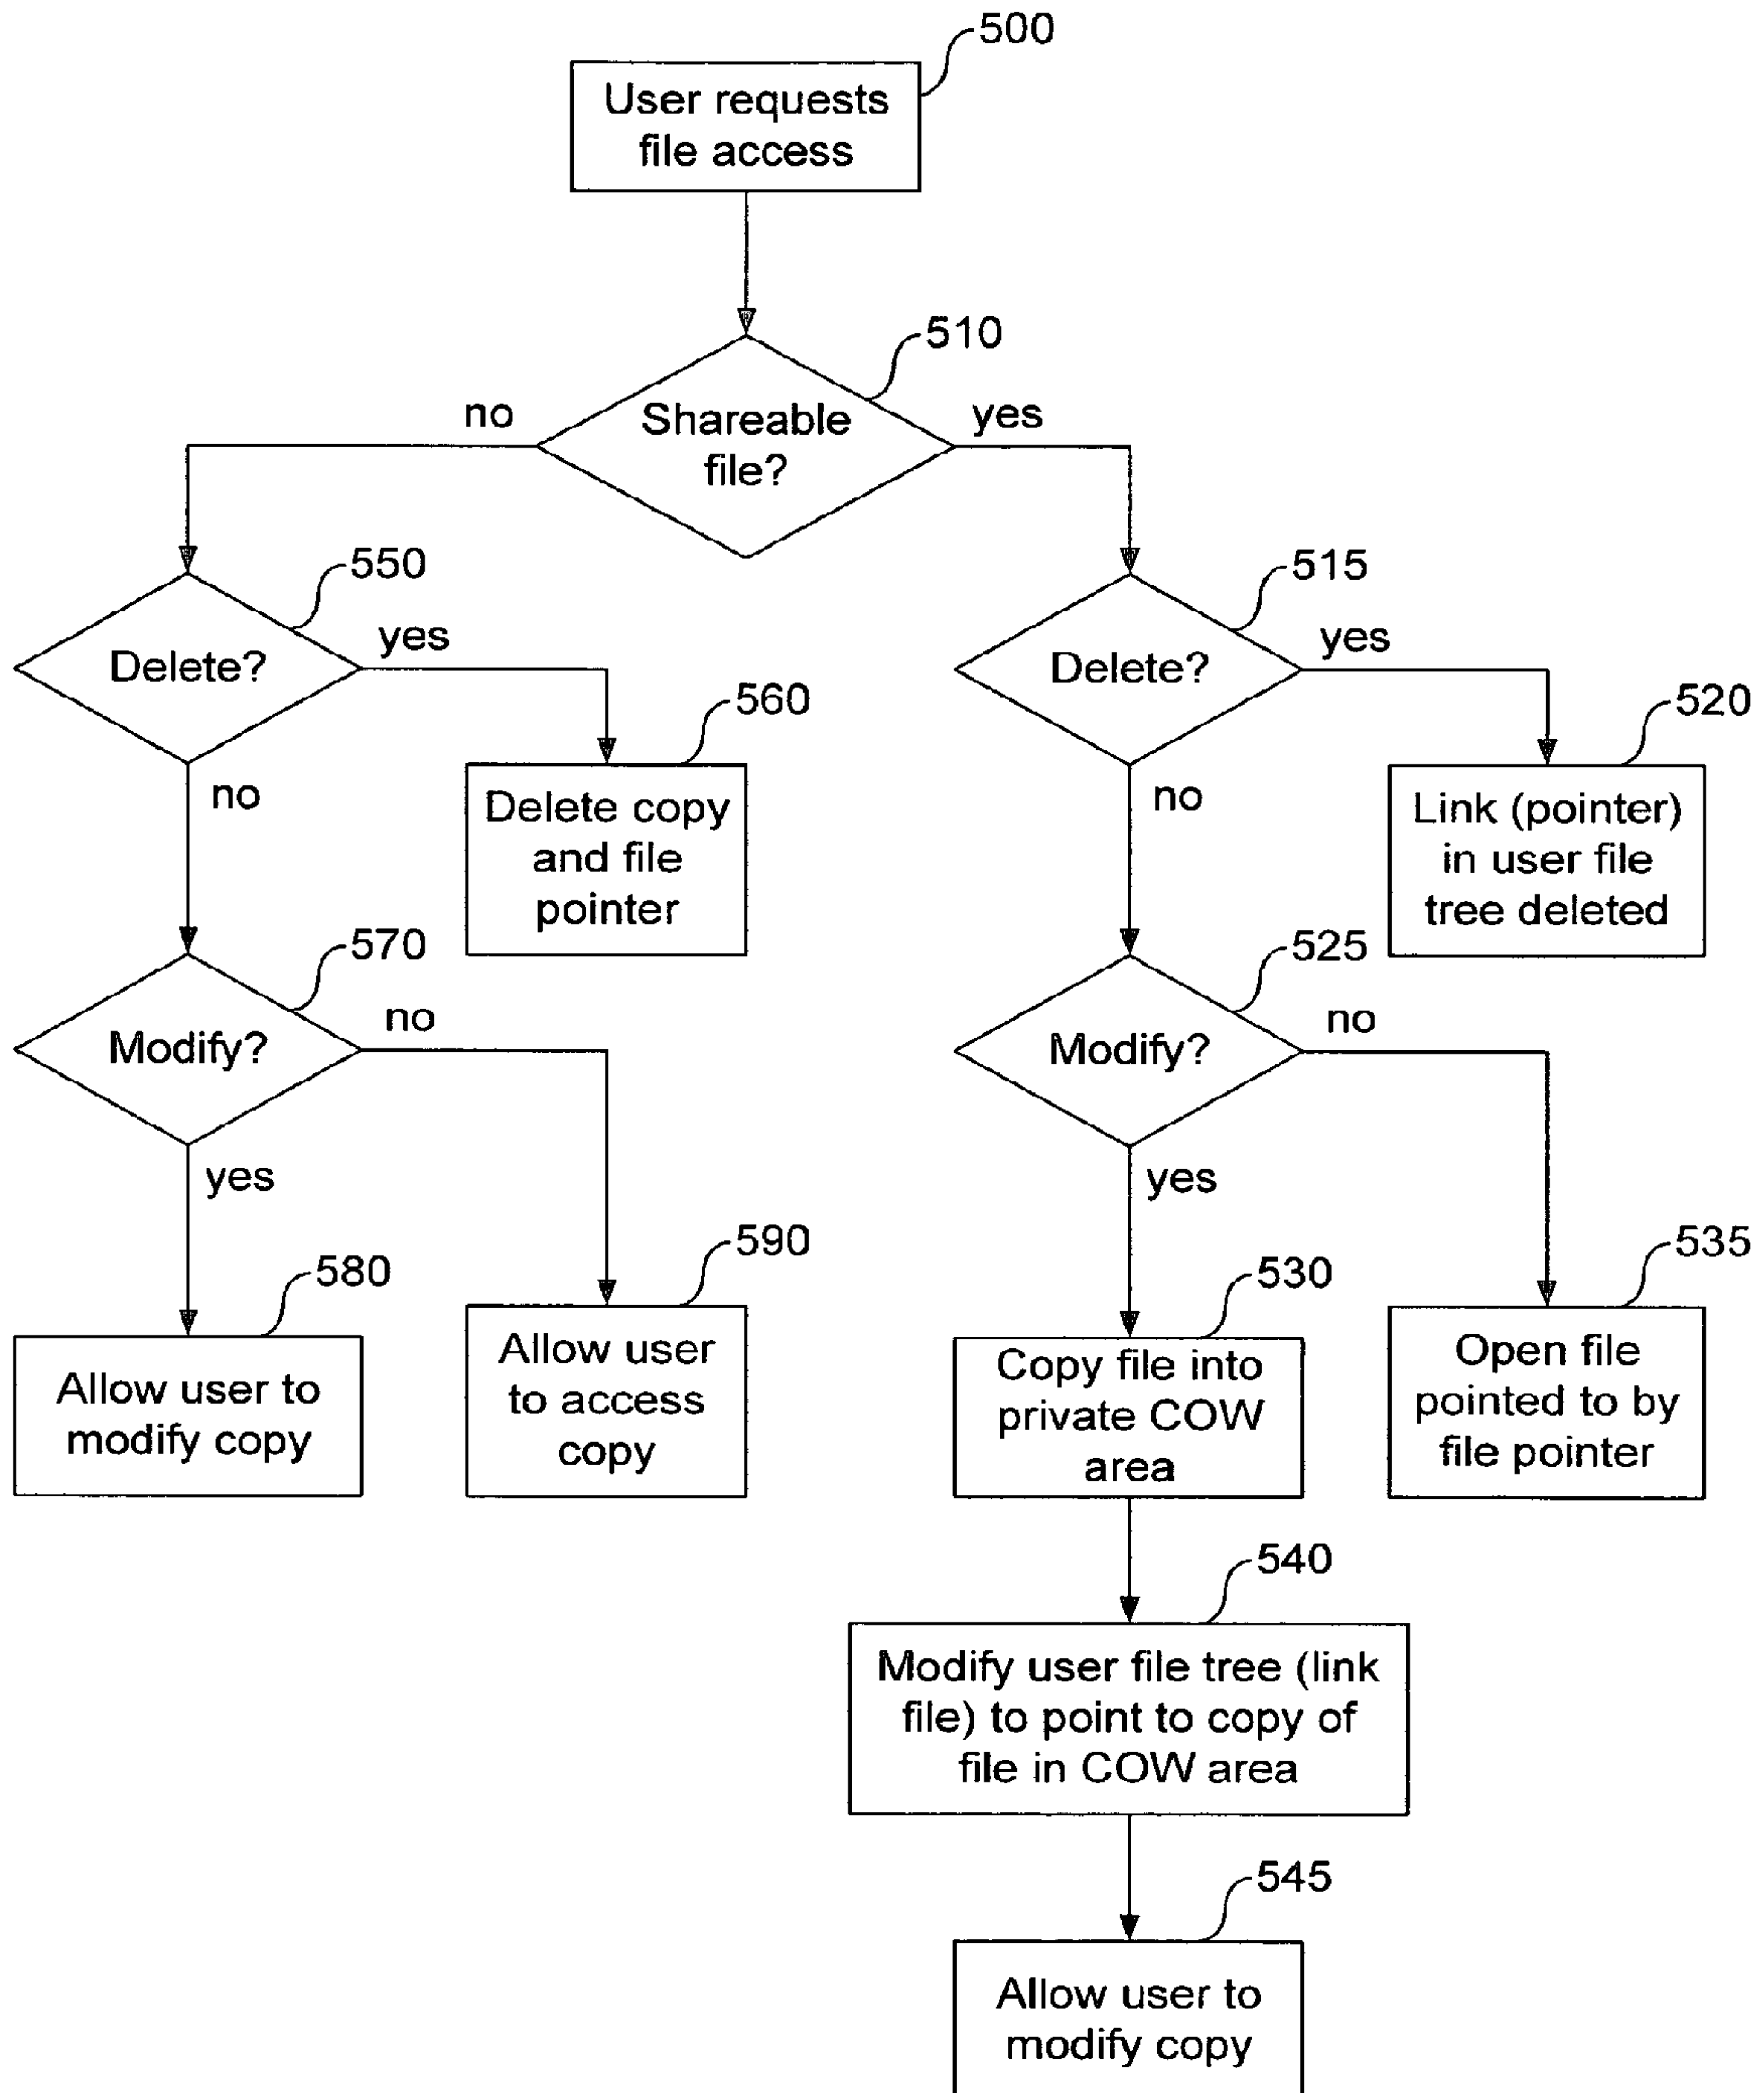 500
User requests
file access
510
no
Shareable
file?
yes
550
Delete?
yes
515
Delete?
yes
560
Delete copy
and file
pointer
520
Link (pointer)
in user file
tree deleted
no
no
570
Modify?
no
525
Modify?
no
yes
yes
580
Allow user to
modify copy
590
Allow user
to access
copy
530
Copy file into
private COW
area
535
Open file
pointed to by
file pointer
540
Modify user file tree (link
file) to point to copy of
file in COW area
545
Allow user to
modify copy